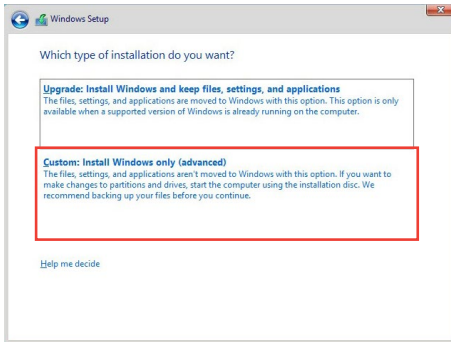 Windows Setup
Which type of installation do you want?
Upgrade: Install Windows and keep files, settings, and applications
The files, settings, and applications are moved to Windows with this option. This option is only
available when a supported version of Windows is already running on the computer.
Custom: Install Windows only (advanced)
The files, settings, and applications aren't moved to Windows with this option. If you want to
make changes to partitions and drives, start the computer using the installation disc. We
recommend backing up your files before you continue.
Help me decide